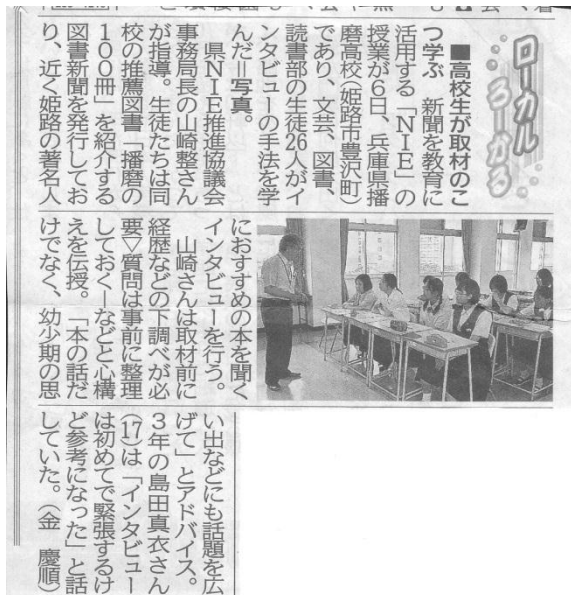 ローカル
ろーかる
■高校生が取材のこ
つ学ぶ　新聞を教育に
活用する「NIE」の
授業が6日、兵庫県播
磨高校(姫路市豊沢町)
であり、文芸、図書、
読書部の生徒26人がイ
ンタビューの手法を学
んだ＝写真。
　県NIE推進協議会
事務局長の山崎整さん
が指導。生徒たちは同
校の推薦図書「播磨の
100冊」を紹介する
図書新聞を発行してお
り、近く姫路の著名人
におすすめの本を聞く
インタビューを行う。
　山崎さんは取材前に
経歴などの下調べが必
要▽質問は事前に整理
しておく―などと心構
えを伝授。「本の話だ
けでなく、幼少期の思
い出などにも話題を広
げて」とアドバイス。
3年の島田真衣さん
(17)は「インタビュー
は初めてで緊張するけ
ど参考になった」と話
していた。(金　慶順)